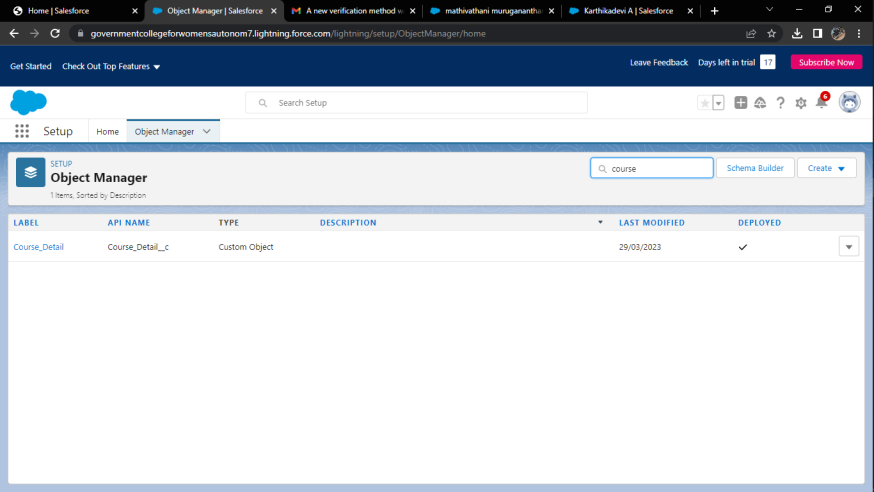 Home | Salesforce
Object Manager | Salesforce
A new verification method w
mathivathani murugananthan
Karthikadevi A | Salesforce
governmentcollegeforwomensautonom7.lightning.force.com/lightning/setup/ObjectManager/home
Get Started Check Out Top Features
Leave Feedback Days left in trial 17 Subscribe Now
Search Setup
6
Setup Home Object Manager
SETUP
Object Manager
1 Items, Sorted by Description
course
Schema Builder
Create
LABEL API NAME TYPE DESCRIPTION LAST MODIFIED DEPLOYED
Course_Detail Course_Detail__c Custom Object 29/03/2023